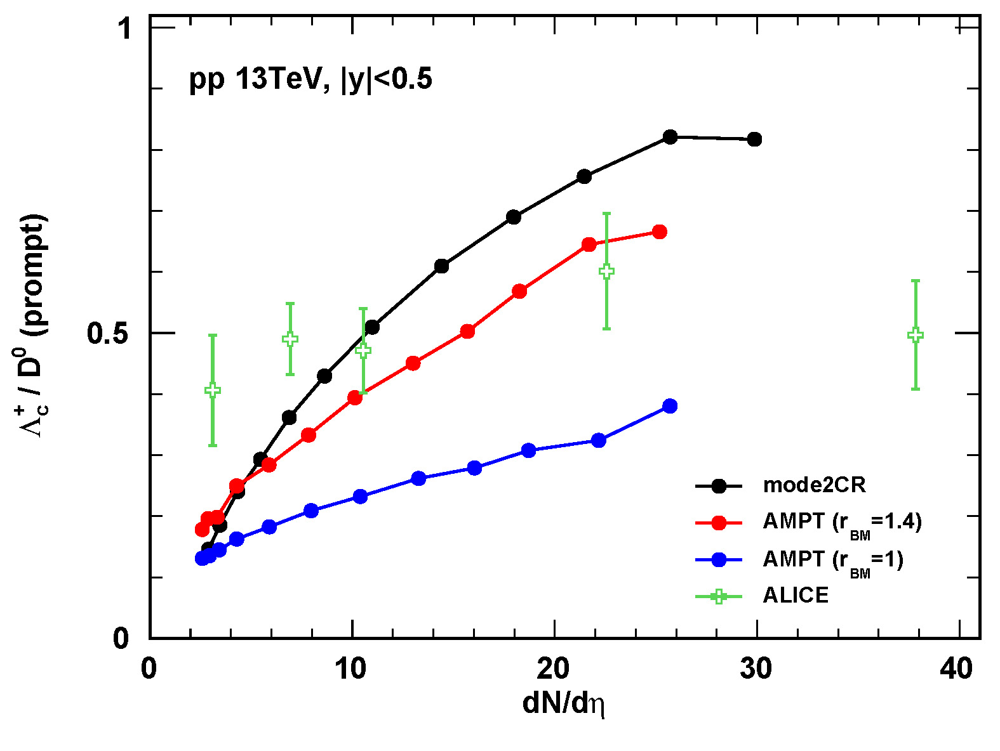 1
pp 13TeV, |y|<0.5
Λc+ / D0 (prompt)
0.5
mode2CR
AMPT (rBM=1.4)
AMPT (rBM=1)
ALICE
0
0 10 20 30 40
dN/dη